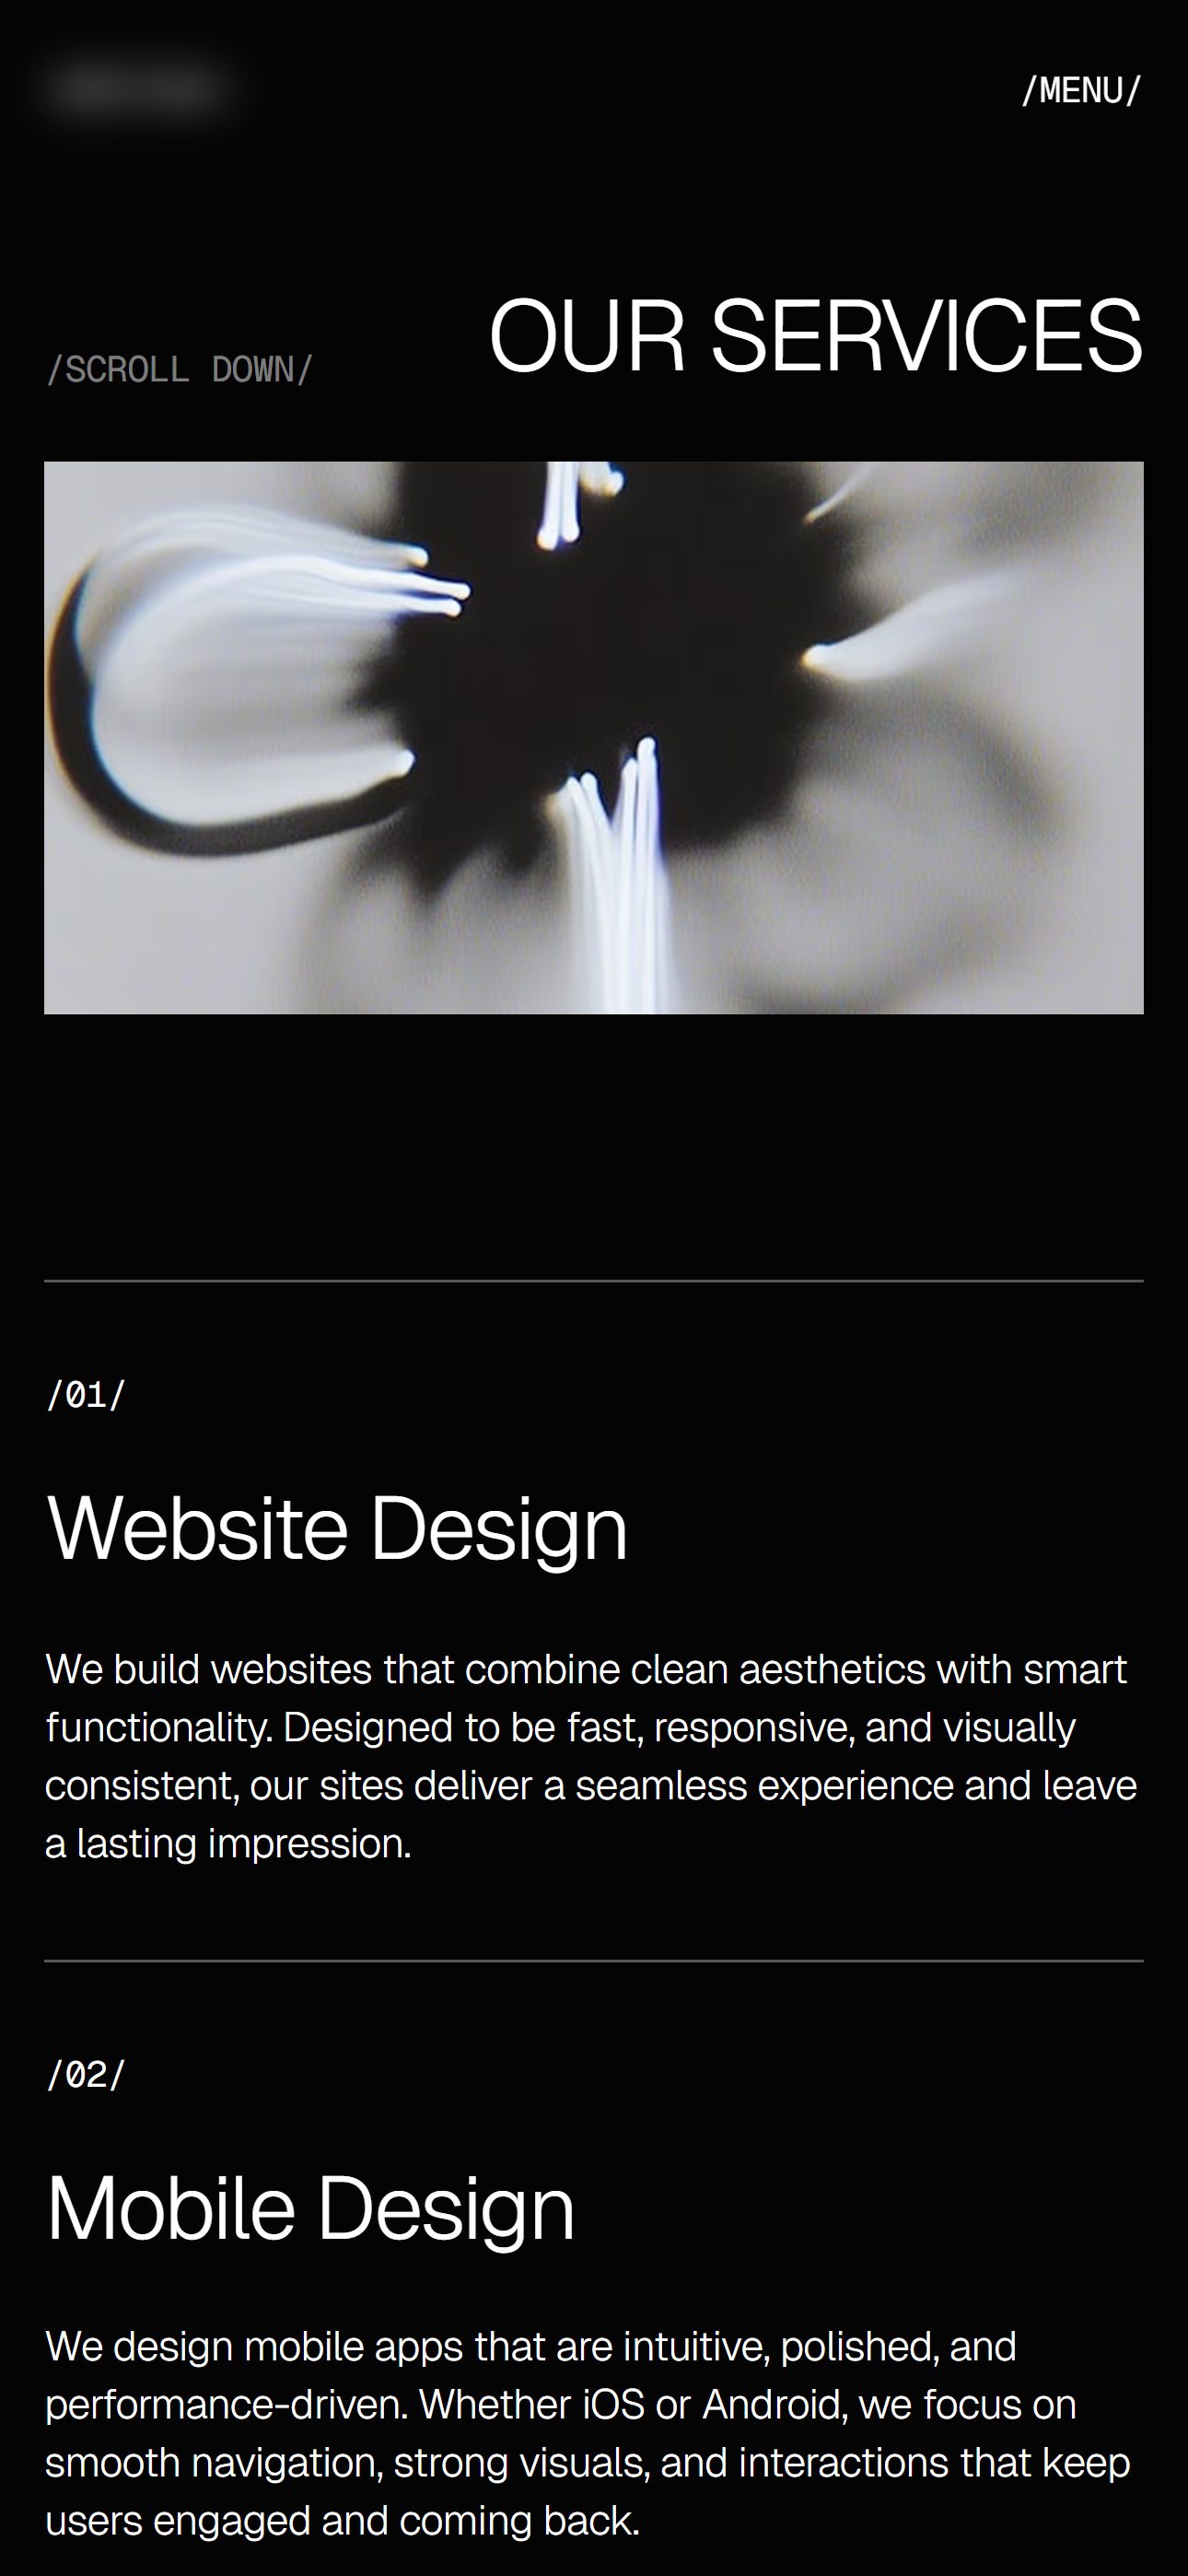 /MENU/
/SCROLL DOWN/
OUR SERVICES
/01/
Website Design
We build websites that combine clean aesthetics with smart
functionality. Designed to be fast, responsive, and visually
consistent, our sites deliver a seamless experience and leave
a lasting impression.
/02/
Mobile Design
We design mobile apps that are intuitive, polished, and
performance-driven. Whether iOS or Android, we focus on
smooth navigation, strong visuals, and interactions that keep
users engaged and coming back.